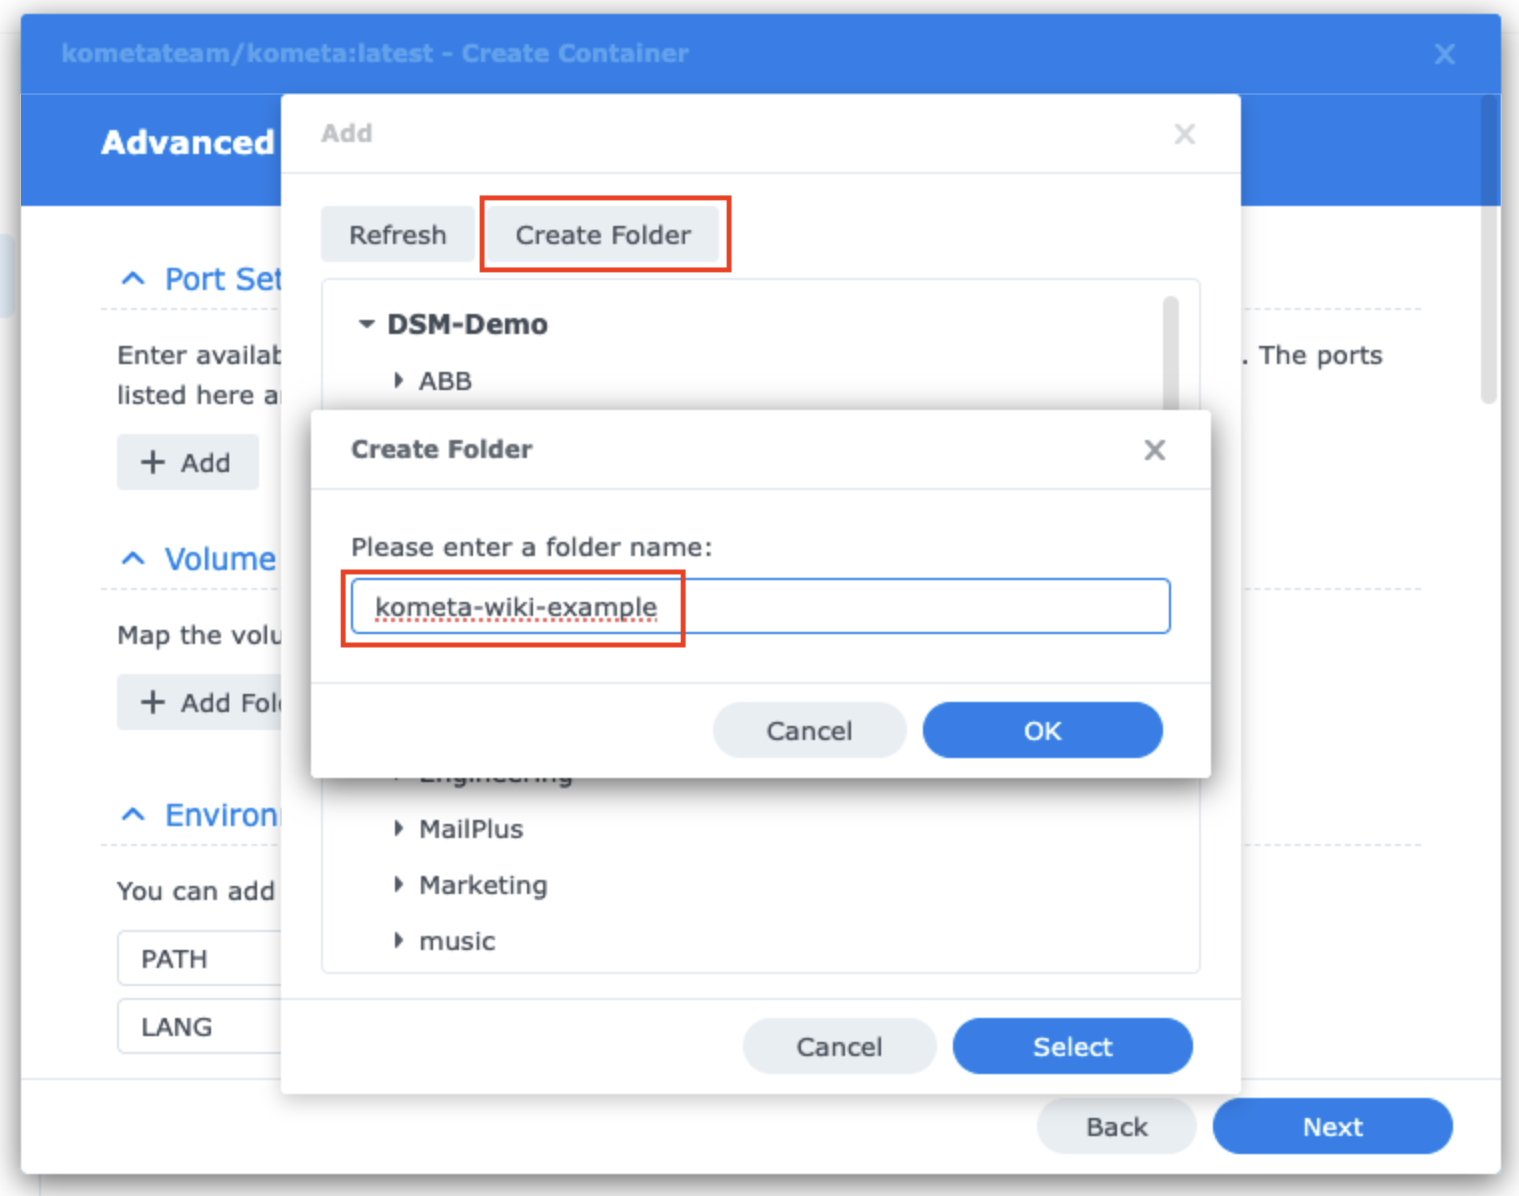 kometateam/kometa:latest - Create Container
Advanced
Add
Refresh
Create Folder
Port Set
DSM-Demo
Enter availab
. The ports
ABB
listed here a
Create Folder
Add
Please enter a folder name:
Volume
kometa-wiki-example
Map the volu
Add Fol
Cancel
OK
Engineering
Environ
MailPlus
You can add
Marketing
music
PATH
LANG
Cancel
Select
Back
Next